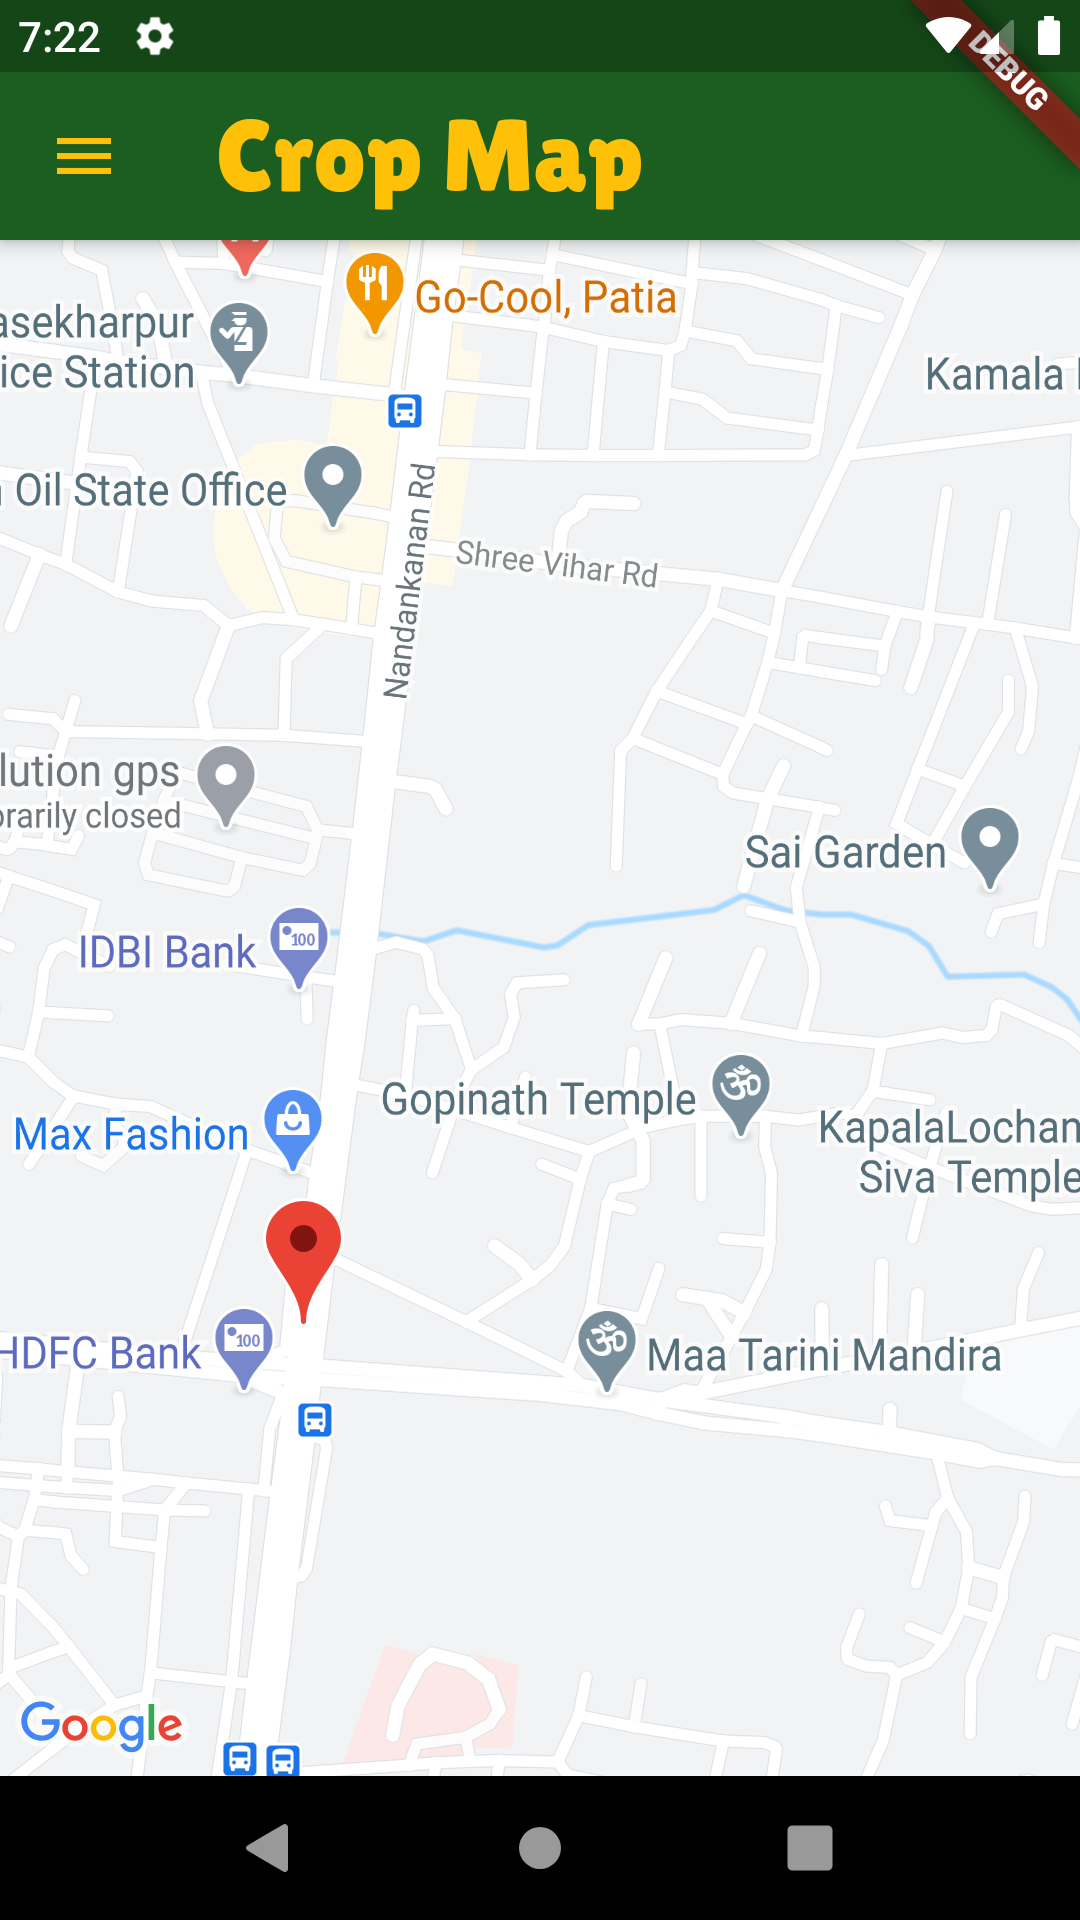 7:22
DEBUG
Crop Map
Go-Cool, Patia
asekharpur
ice Station
Kamala
Oil State Office
Nandankanan Rd
Shree Vihar Rd
lution gps
orarily closed
Sai Garden
IDBI Bank
100
Gopinath Temple
Max Fashion
KapalaLochan
Siva Temple
HDFC Bank
100
Maa Tarini Mandira
Google